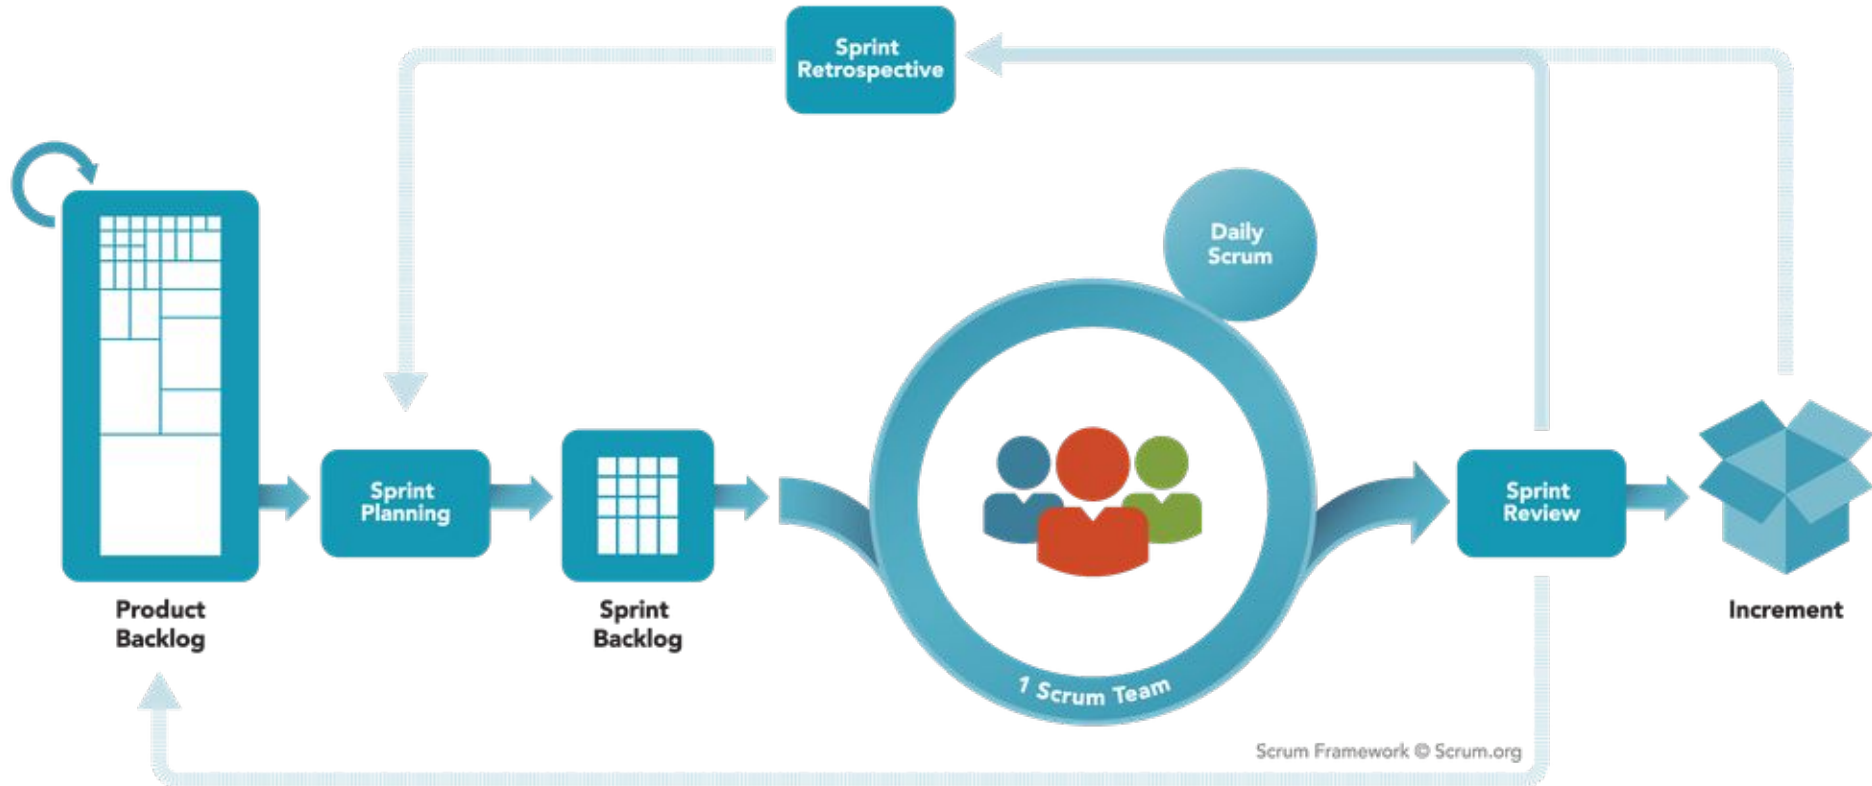 Sprint
Retrospective
Daily
Scrum
Sprint
Planning
Sprint
Review
Product
Backlog
Sprint
Backlog
Increment
1 Scrum Team
Scrum Framework © Scrum.org